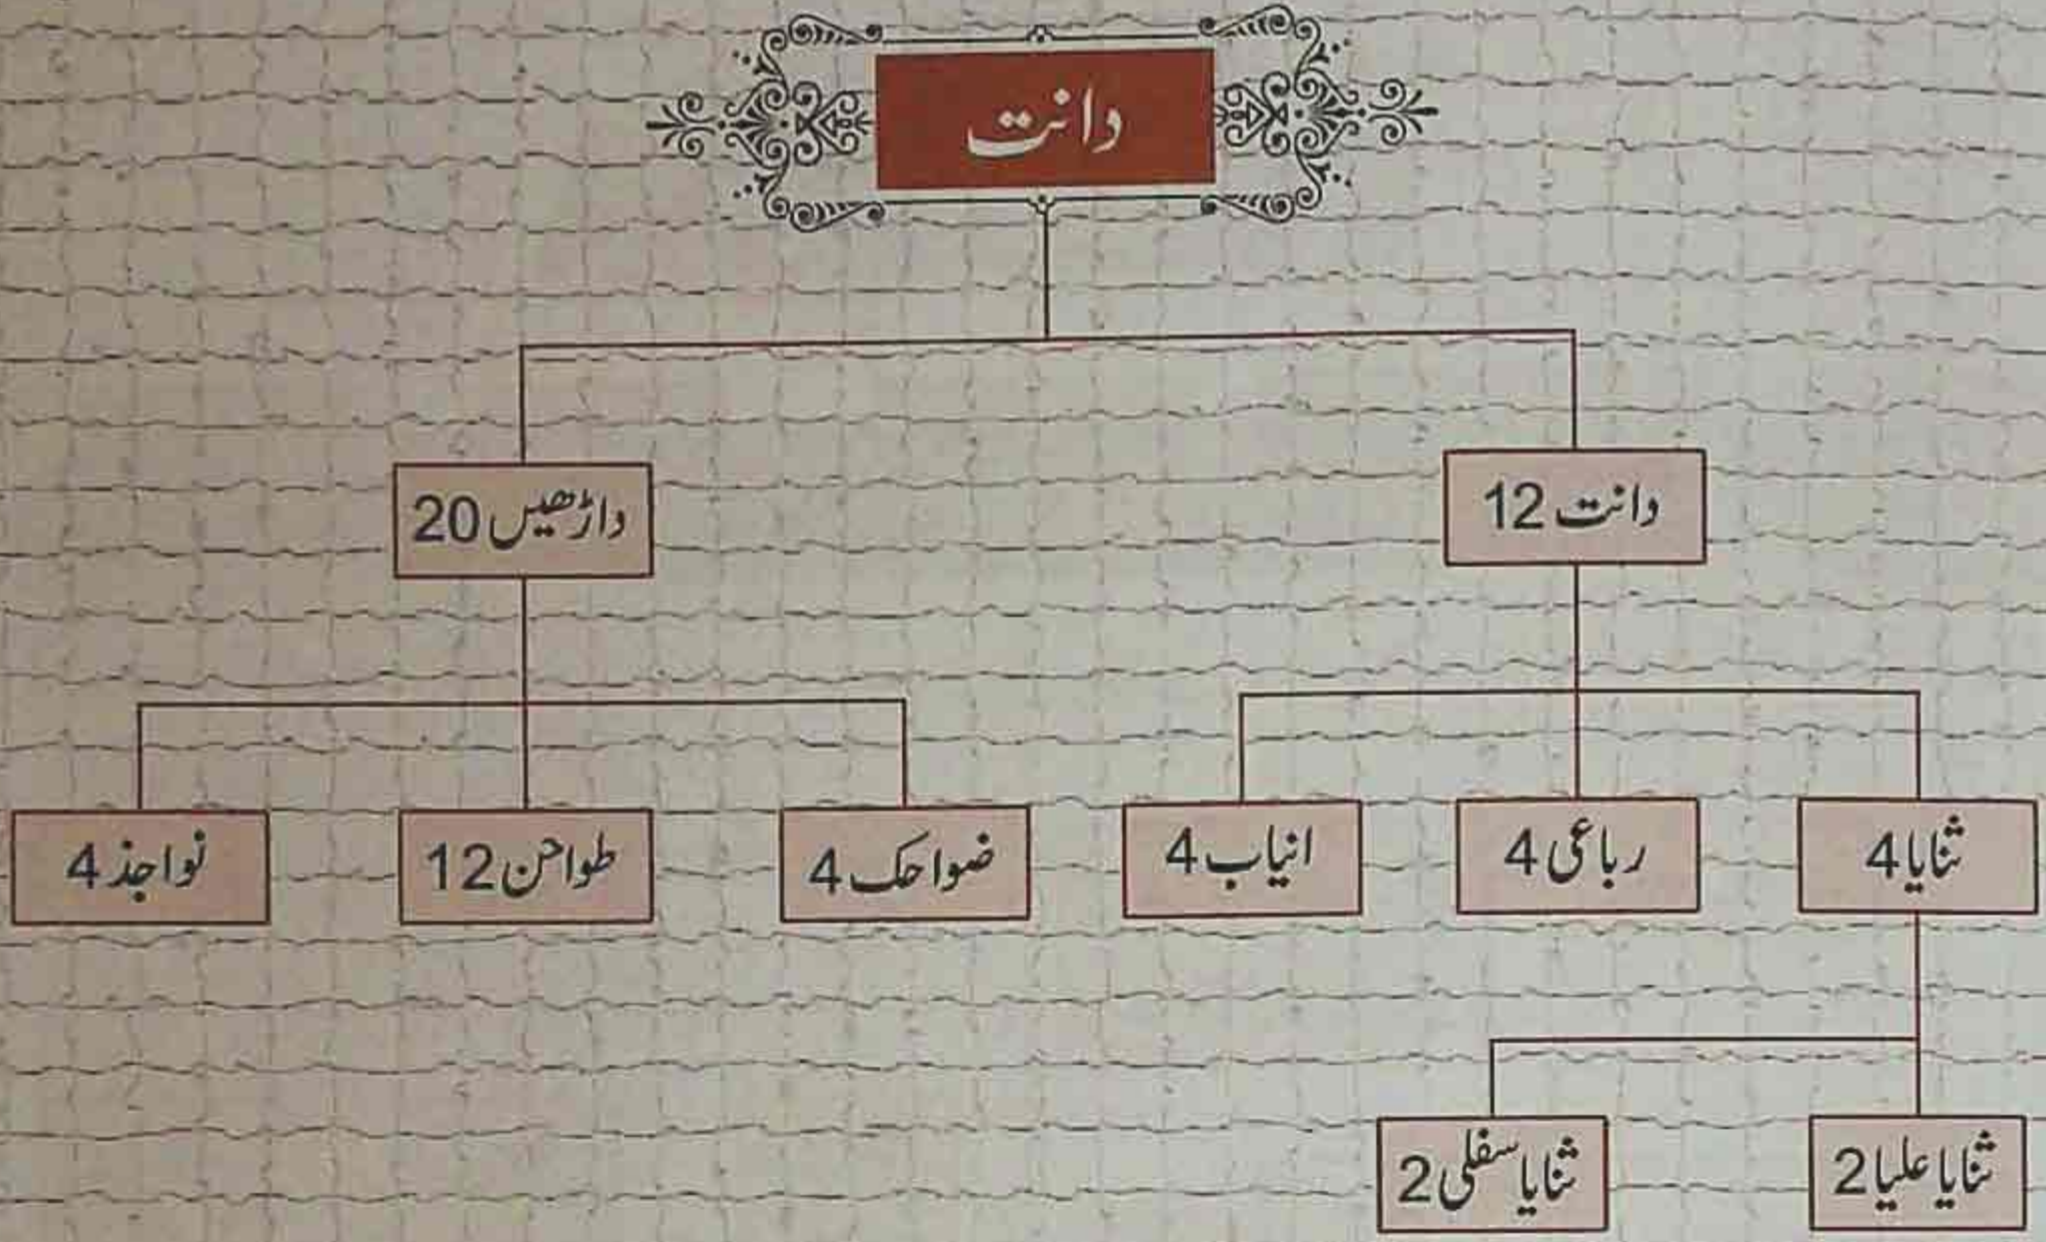 دانت
دانت 12
داڑھیں 20
ثنایا 4
رباعی 4
انیاب 4
ضواحک 4
طواحن 12
نواجذ 4
ثنایا علیا 2
ثنایا سفلی 2